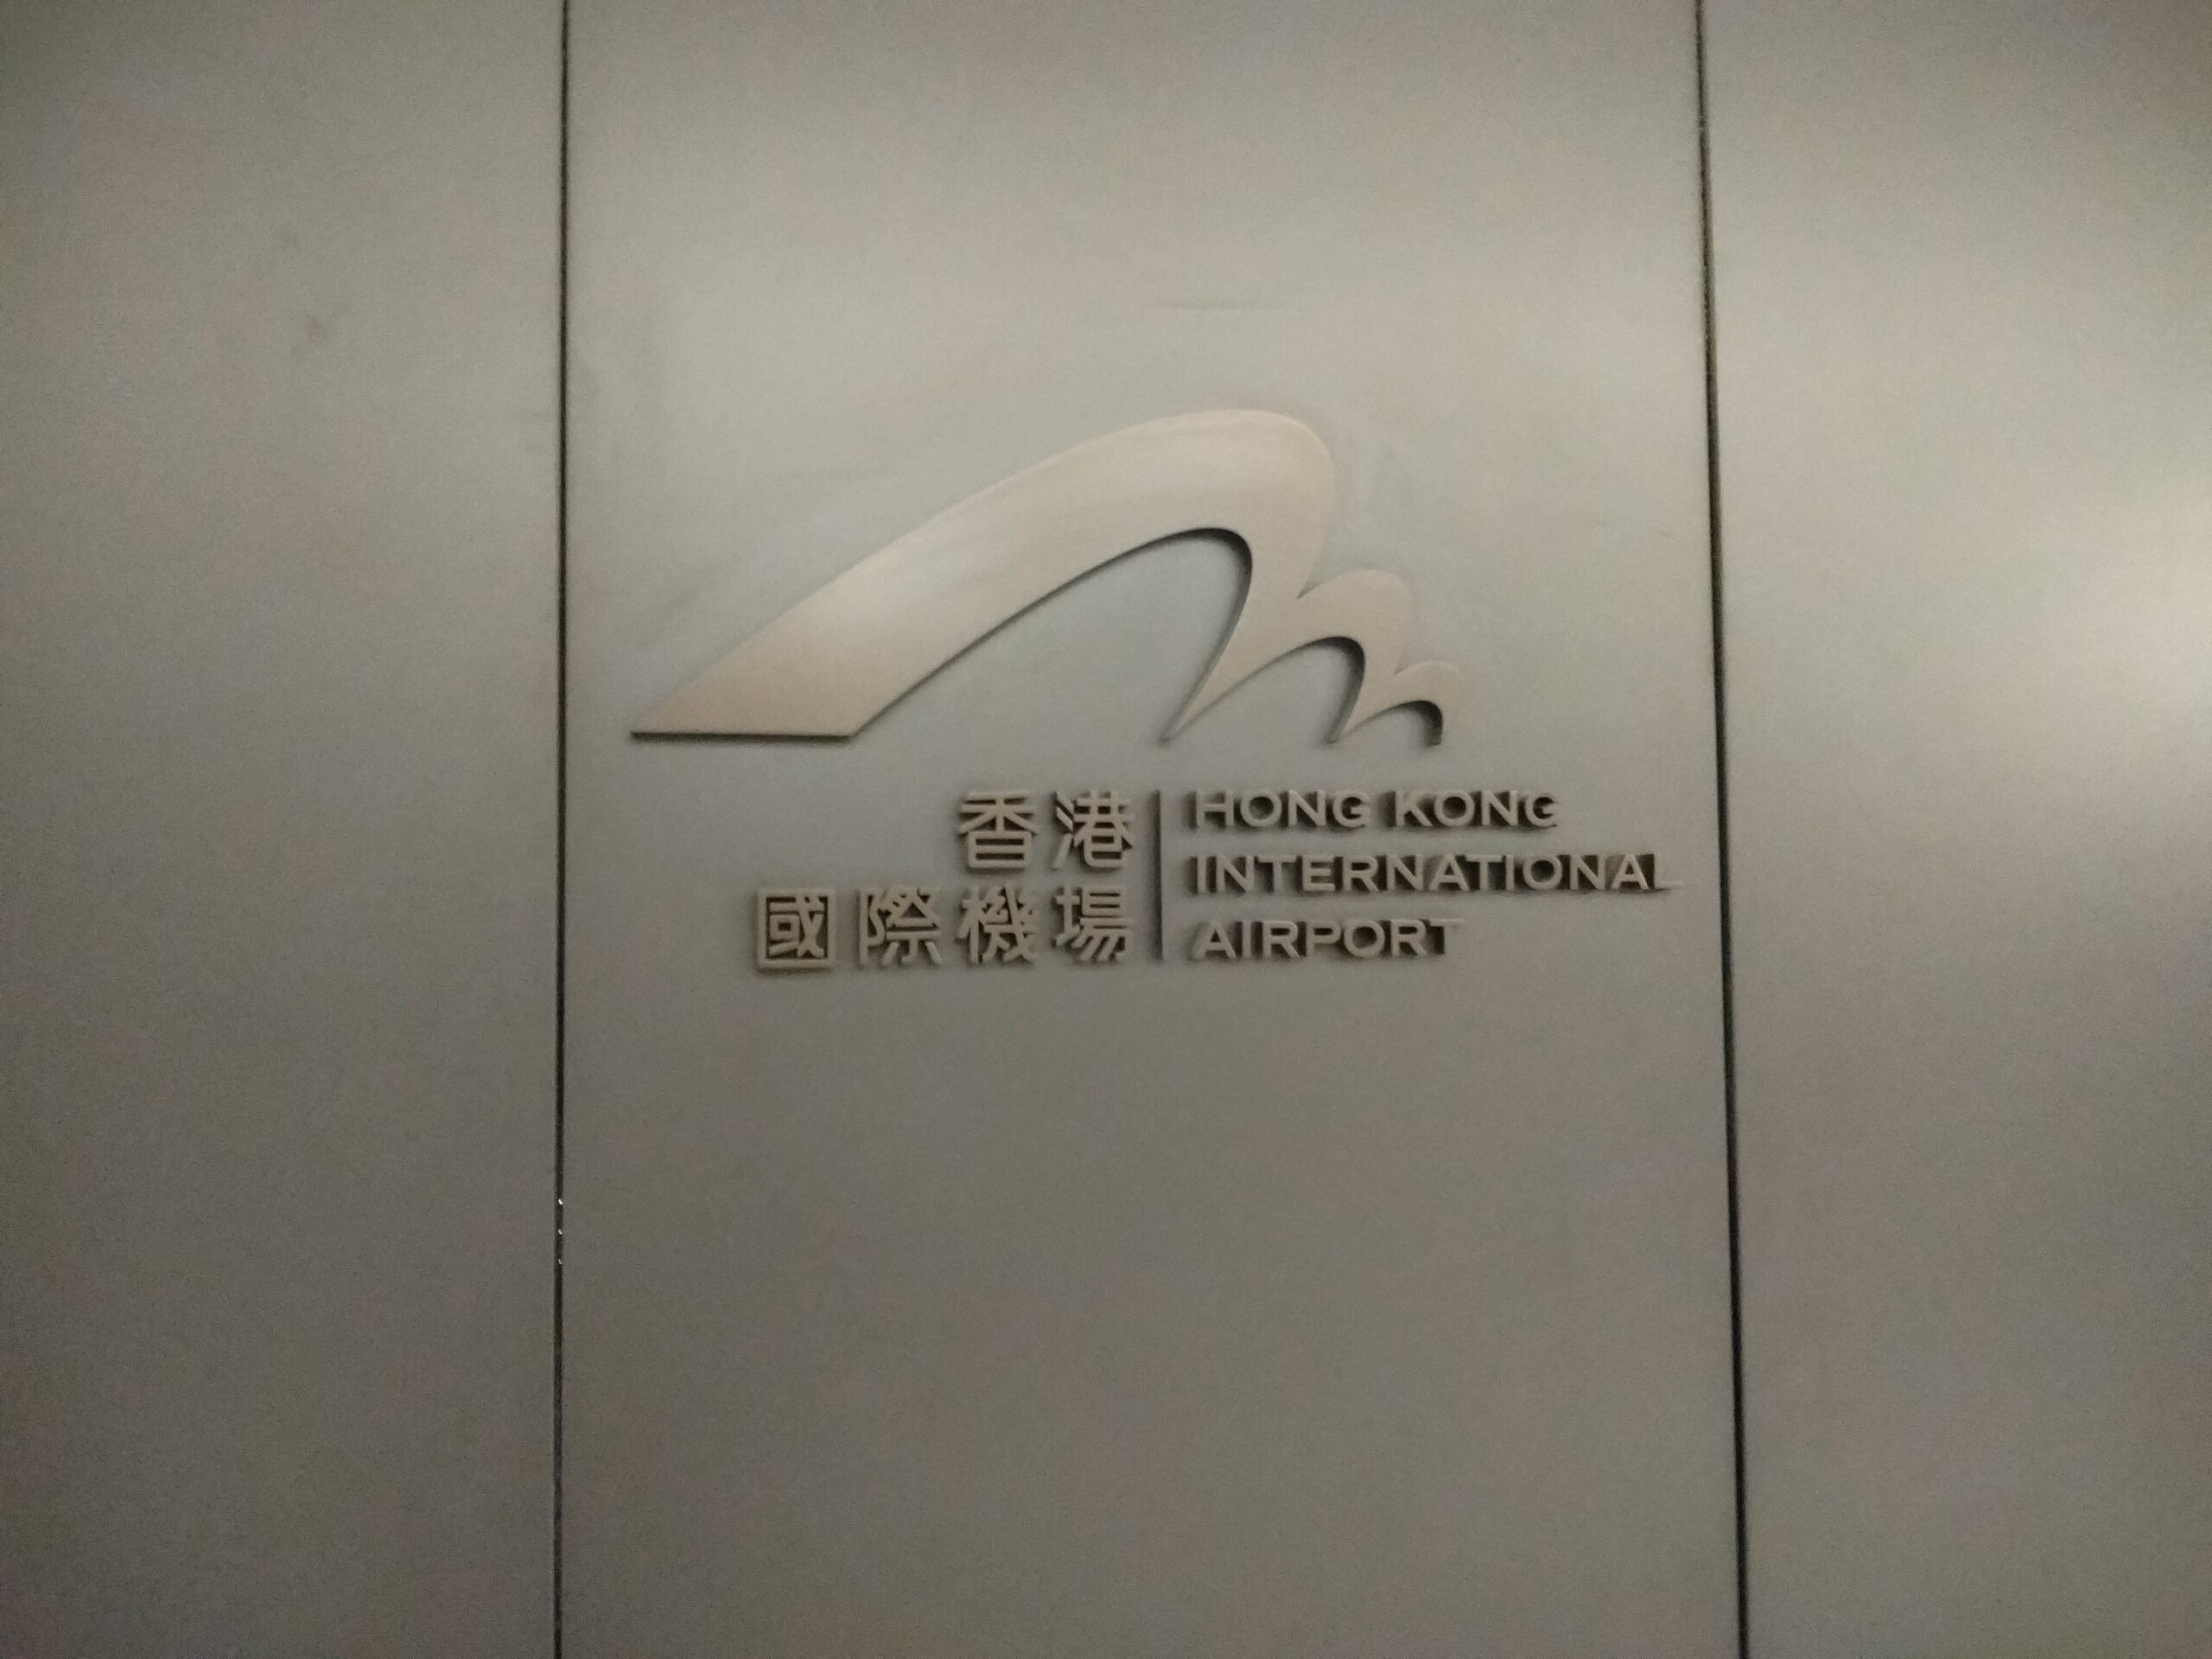 香港
國際機場
HONG KONG
INTERNATIONAL
AIRPORT